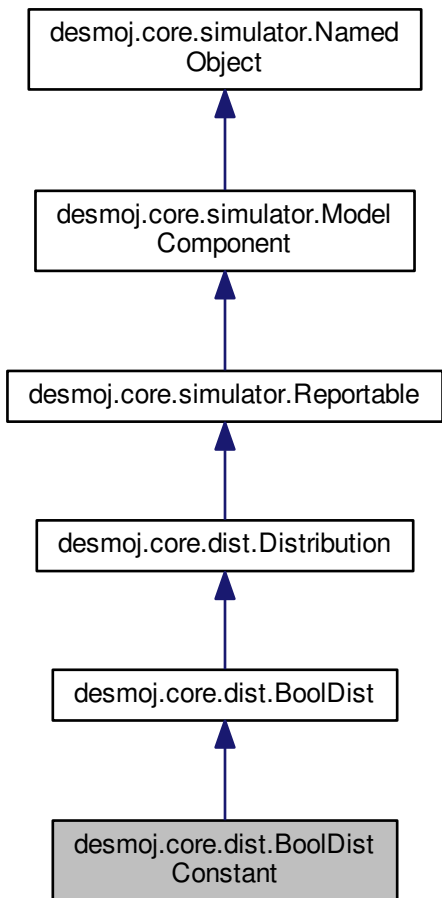 desmoj.core.simulator.Named
Object
desmoj.core.simulator.Model
Component
desmoj.core.simulator.Reportable
desmoj.core.dist.Distribution
desmoj.core.dist.BoolDist
desmoj.core.dist.BoolDist
Constant